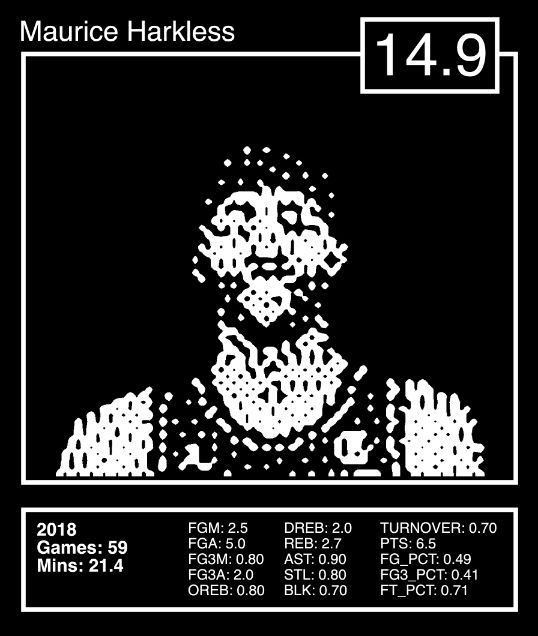 Maurice Harkless
14.9
2018
Games: 59
Mins: 21.4
FGM: 2.5
FGA: 5.0
FG3M: 0.80
FG3A: 2.0
OREB: 0.80
DREB: 2.0
REB: 2.7
AST: 0.90
STL: 0.80
BLK: 0.70
TURNOVER: 0.70
PTS: 6.5
FG_PCT: 0.49
FG3_PCT: 0.41
FT_PCT: 0.71